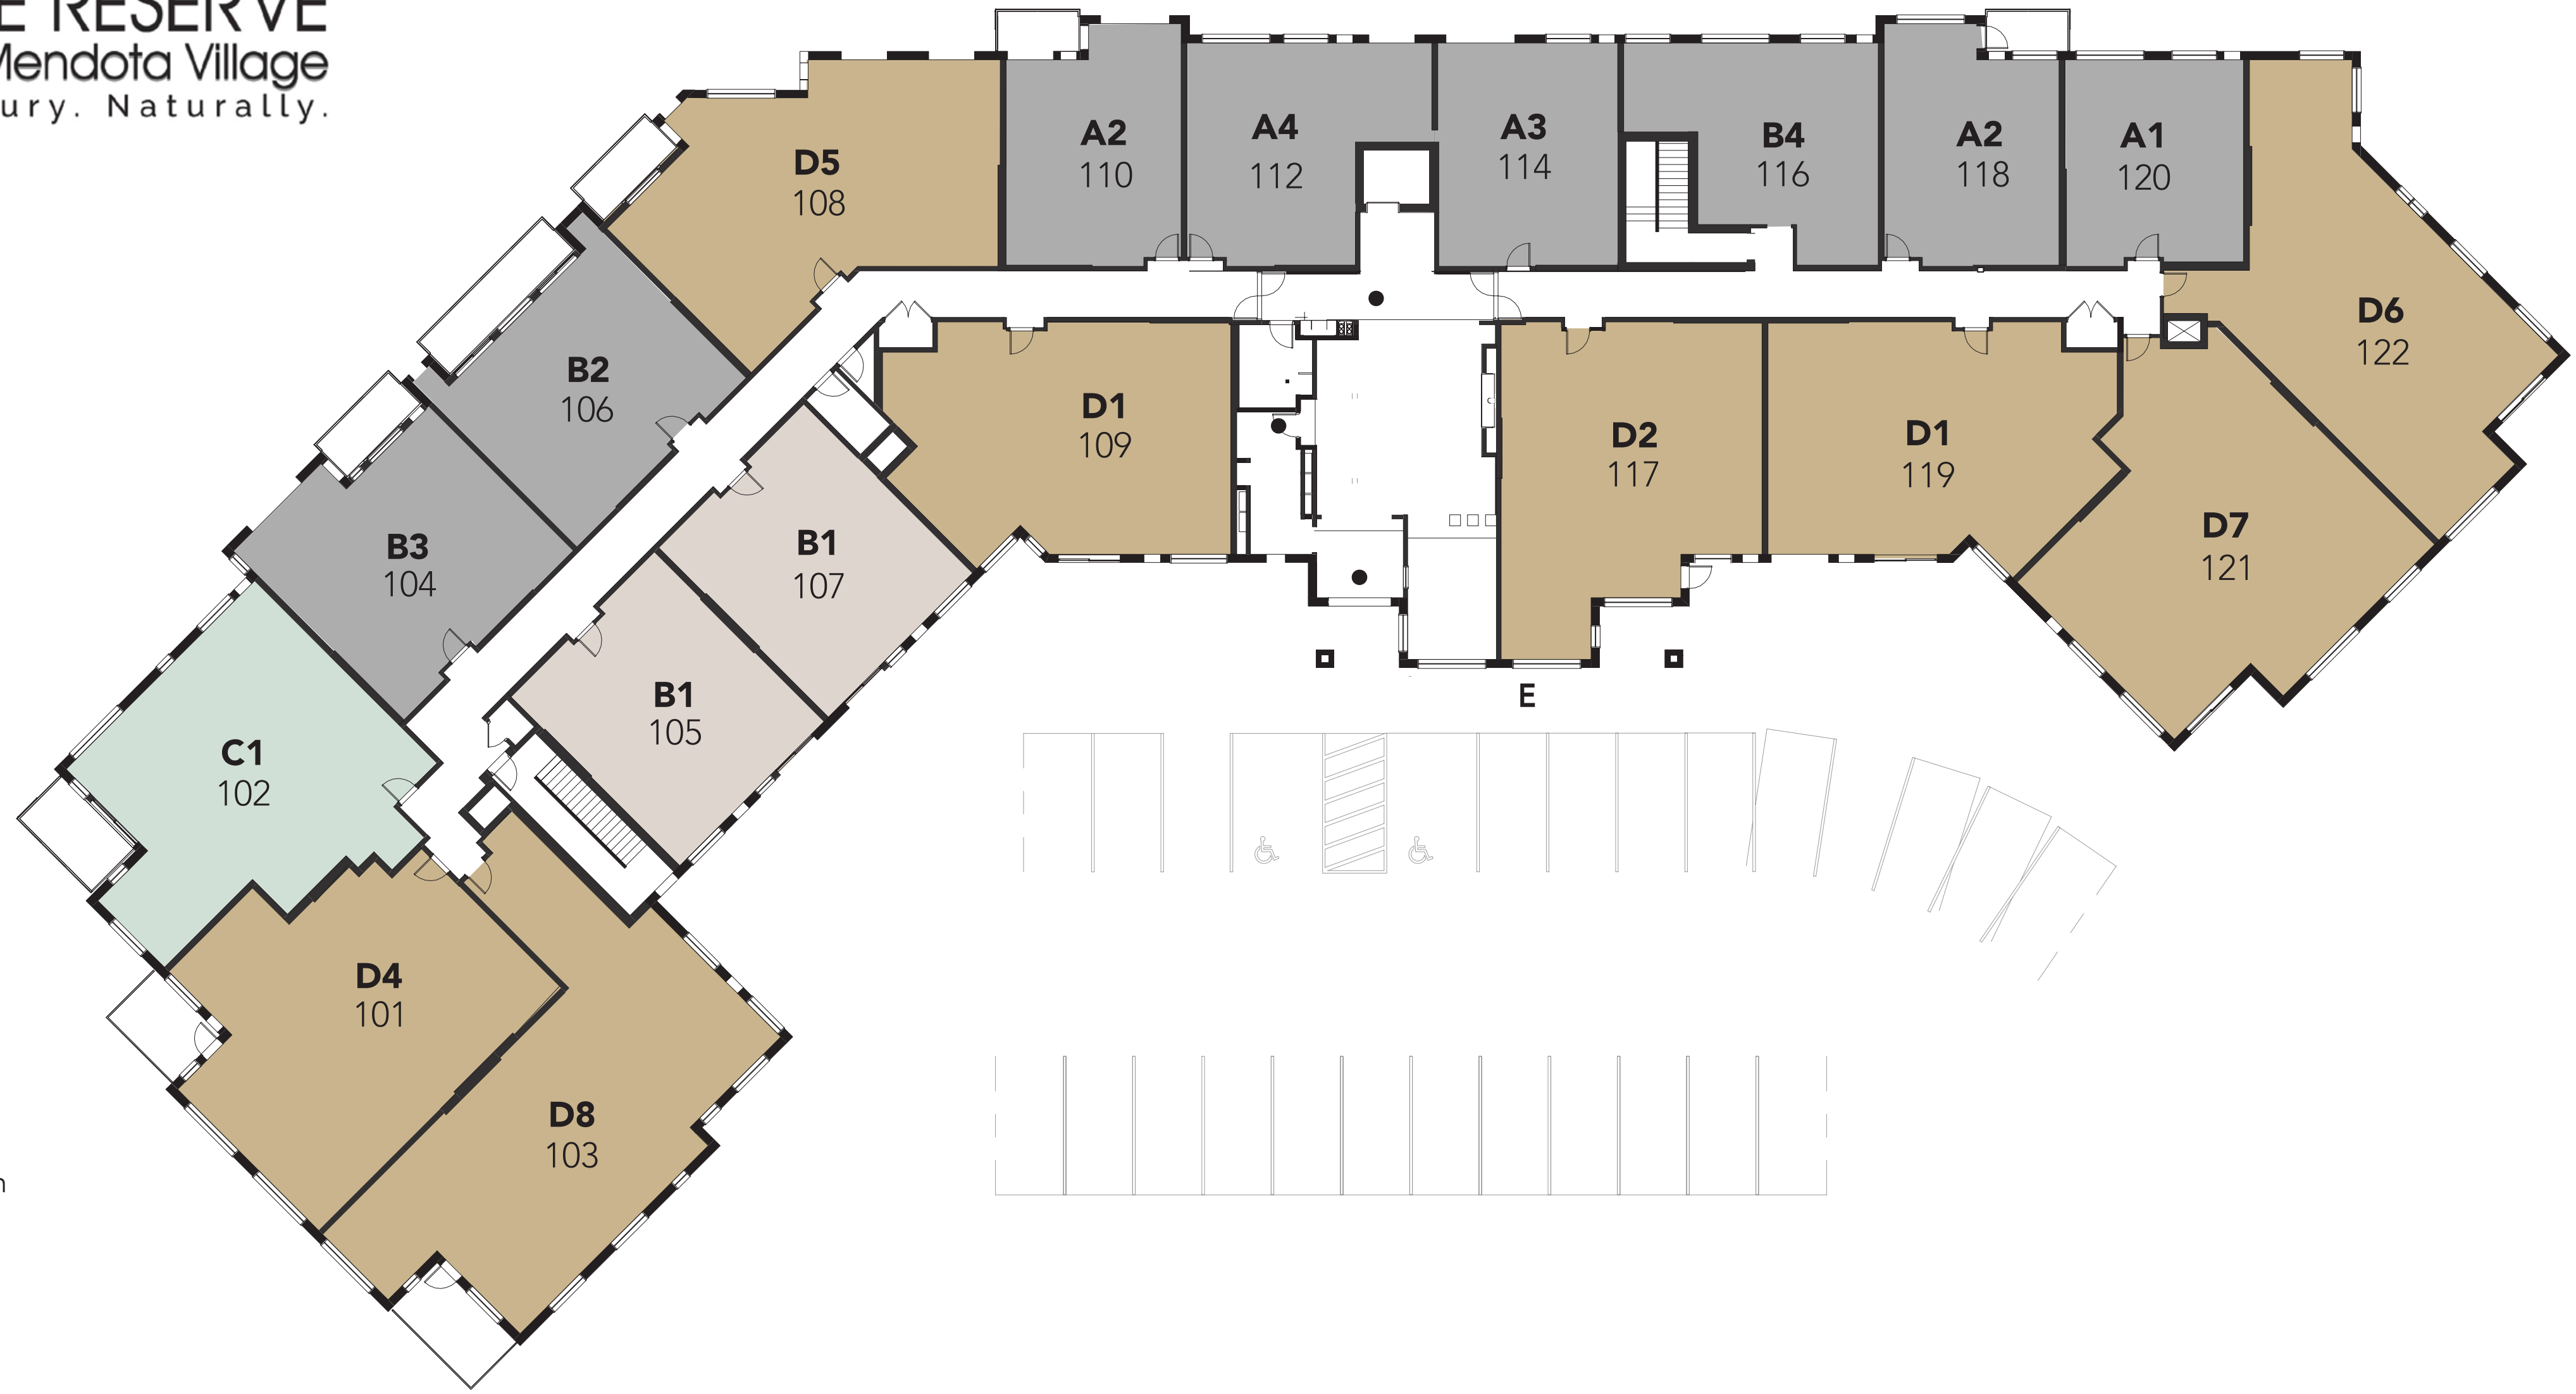 E RESERVE
Mendota Village
ury. Naturally.
D5
108
A2
110
A4
112
A3
114
B4
116
A2
118
A1
120
D6
122
B2
106
D1
109
D2
117
D1
119
D7
121
B3
104
B1
107
B1
105
C1
102
E
D4
101
D8
103
n